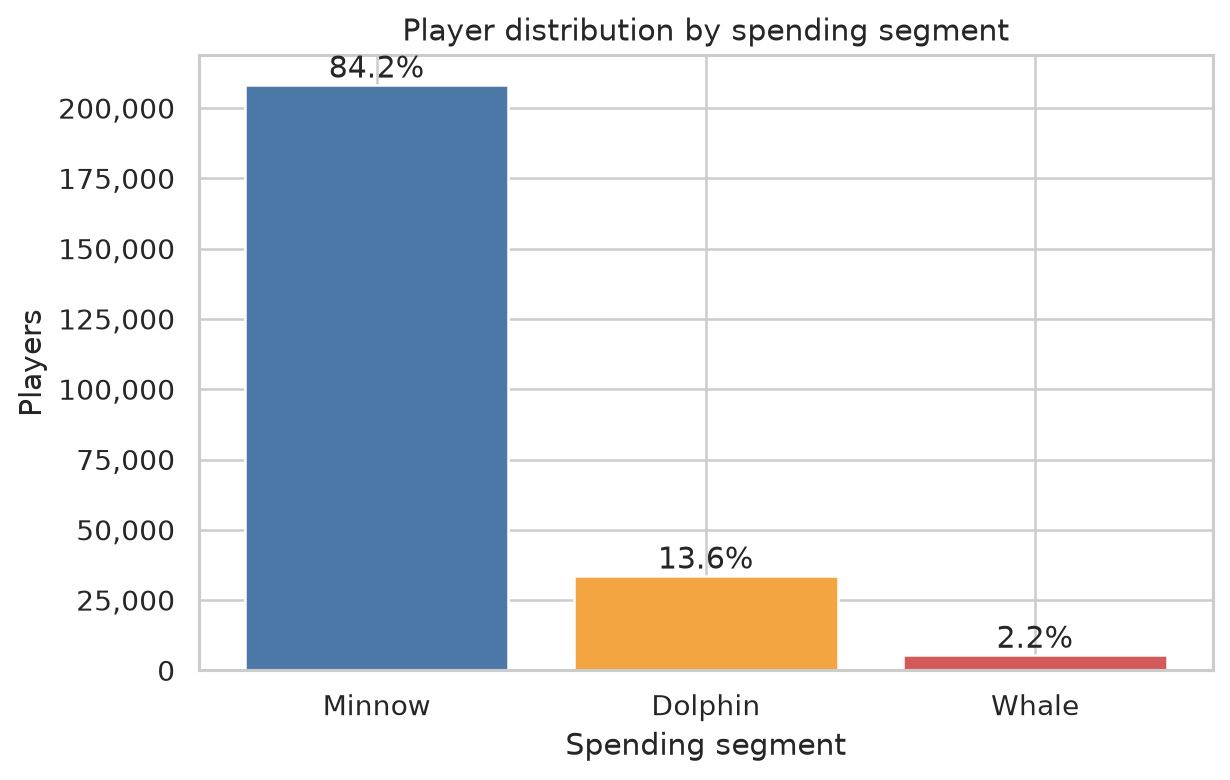 Player distribution by spending segment
84.2%
200,000
175,000
150,000
125,000
100,000
75,000
50,000
25,000
0
Players
13.6%
2.2%
Minnow
Dolphin
Whale
Spending segment